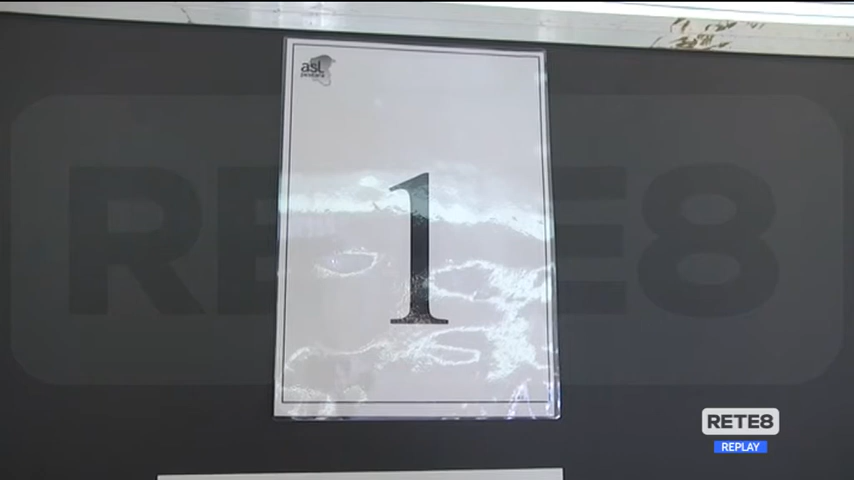 asl
pescara
1
RETE8
RETE8
REPLAY